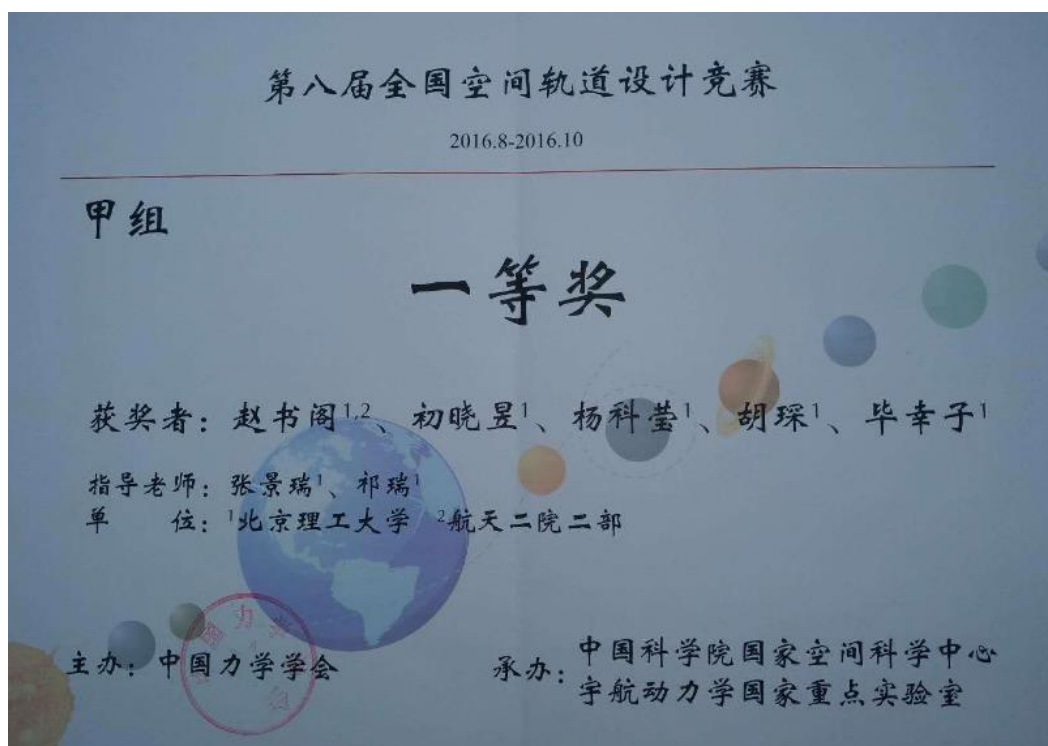 第八届全国空间轨道设计竞赛
2016.8-2016.10
甲组
一等奖
获奖者：赵书阁1,2、初晓昱1、杨科莹1、胡琛1、毕幸子1
指导老师：张景瑞1、祁瑞1
单 位：1北京理工大学 2航天二院二部
主办：中国力学学会
承办：中国科学院国家空间科学中心
宇航动力学国家重点实验室